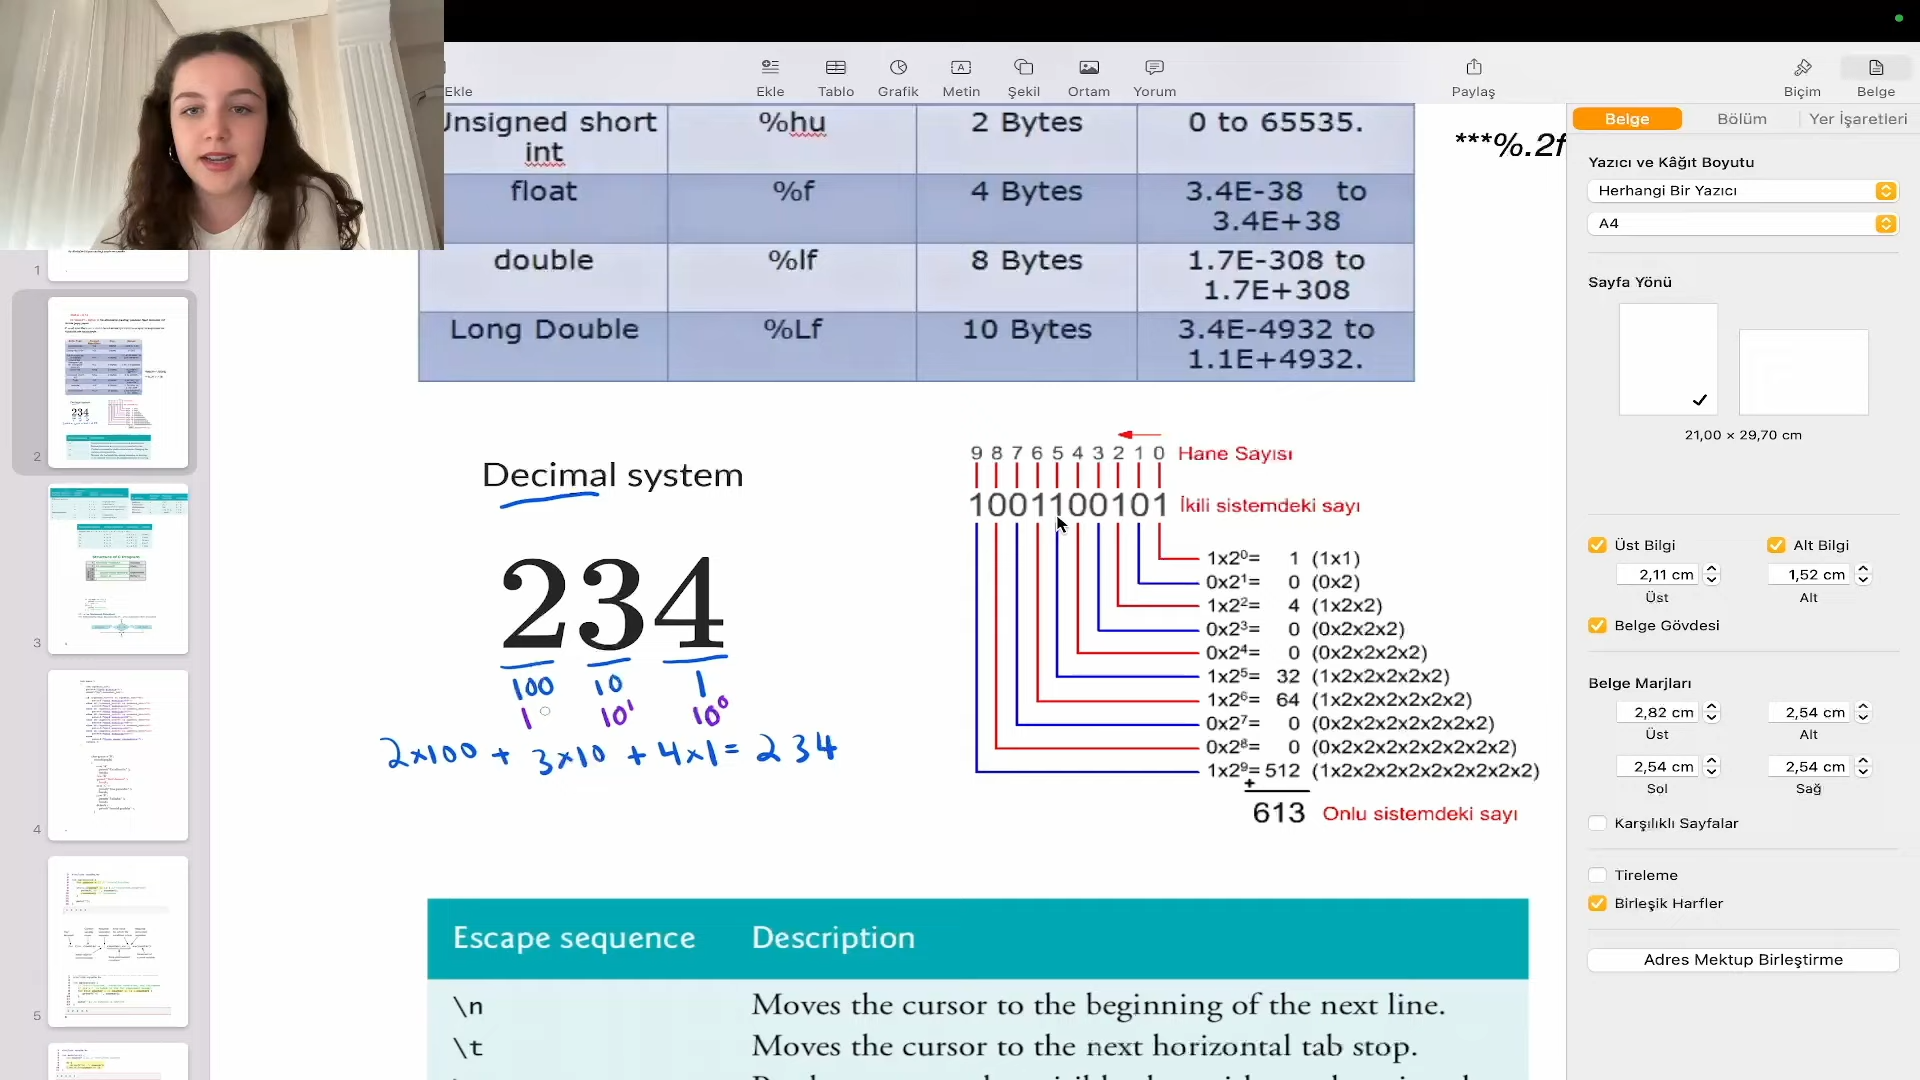 Ekle
Ekle
Tablo
Grafik
Metin
Şekil
Ortam
Yorum
Paylaş
Biçim
Belge
Unsigned short int %hu 2 Bytes 0 to 65535.
float %f 4 Bytes 3.4E-38 to 3.4E+38
double %lf 8 Bytes 1.7E-308 to 1.7E+308
Long Double %Lf 10 Bytes 3.4E-4932 to 1.1E+4932.
***%.2f
Decimal system
234
100 10 1
1 10¹ 10⁰
2x100 + 3x10 + 4x1= 234
9 8 7 6 5 4 3 2 1 0 Hane Sayısı
1001100101 İkili sistemdeki sayı
1x2⁰= 1 (1x1)
0x2¹= 0 (0x2)
1x2²= 4 (1x2x2)
0x2³= 0 (0x2x2x2)
0x2⁴= 0 (0x2x2x2x2)
1x2⁵= 32 (1x2x2x2x2x2)
1x2⁶= 64 (1x2x2x2x2x2x2)
0x2⁷= 0 (0x2x2x2x2x2x2x2)
0x2⁸= 0 (0x2x2x2x2x2x2x2x2)
1x2⁹= 512 (1x2x2x2x2x2x2x2x2x2)
+
613 Onlu sistemdeki sayı
Escape sequence Description
\n Moves the cursor to the beginning of the next line.
\t Moves the cursor to the next horizontal tab stop.
1
2
3
4
5
Belge
Bölüm
Yer İşaretleri
Yazıcı ve Kâğıt Boyutu
Herhangi Bir Yazıcı
A4
Sayfa Yönü
21,00 × 29,70 cm
Üst Bilgi
Alt Bilgi
2,11 cm
1,52 cm
Üst
Alt
Belge Gövdesi
Belge Marjları
2,82 cm
2,54 cm
Üst
Alt
2,54 cm
2,54 cm
Sol
Sağ
Karşılıklı Sayfalar
Tireleme
Birleşik Harfler
Adres Mektup Birleştirme